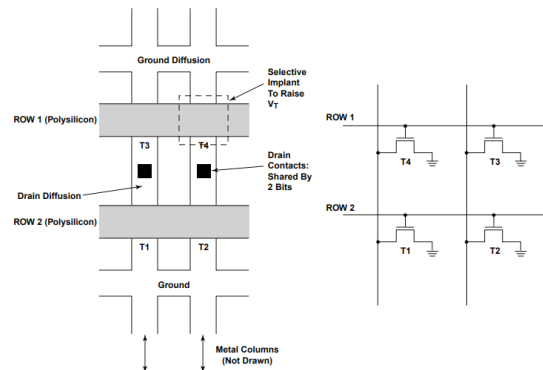 Ground Diffusion
Selective
Implant
To Raise
VT
ROW 1 (Polysilicon)
T3
T4
Drain
Contacts:
Shared By
2 Bits
Drain Diffusion
ROW 2 (Polysilicon)
T1
T2
Ground
Metal Columns
(Not Drawn)
ROW 1
T4
T3
ROW 2
T1
T2